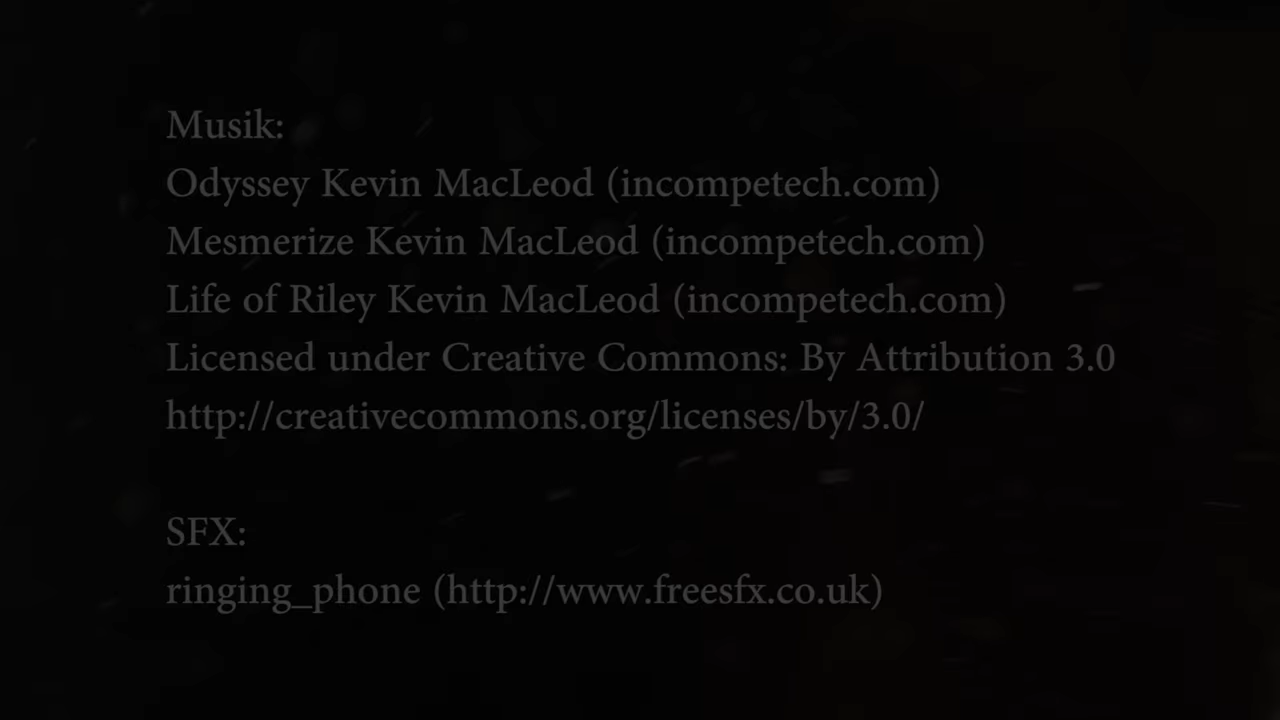 Musik:
Odyssey Kevin MacLeod (incompetech.com)
Mesmerize Kevin MacLeod (incompetech.com)
Life of Riley Kevin MacLeod (incompetech.com)
Licensed under Creative Commons: By Attribution 3.0
http://creativecommons.org/licenses/by/3.0/
SFX:
ringing_phone (http://www.freesfx.co.uk)